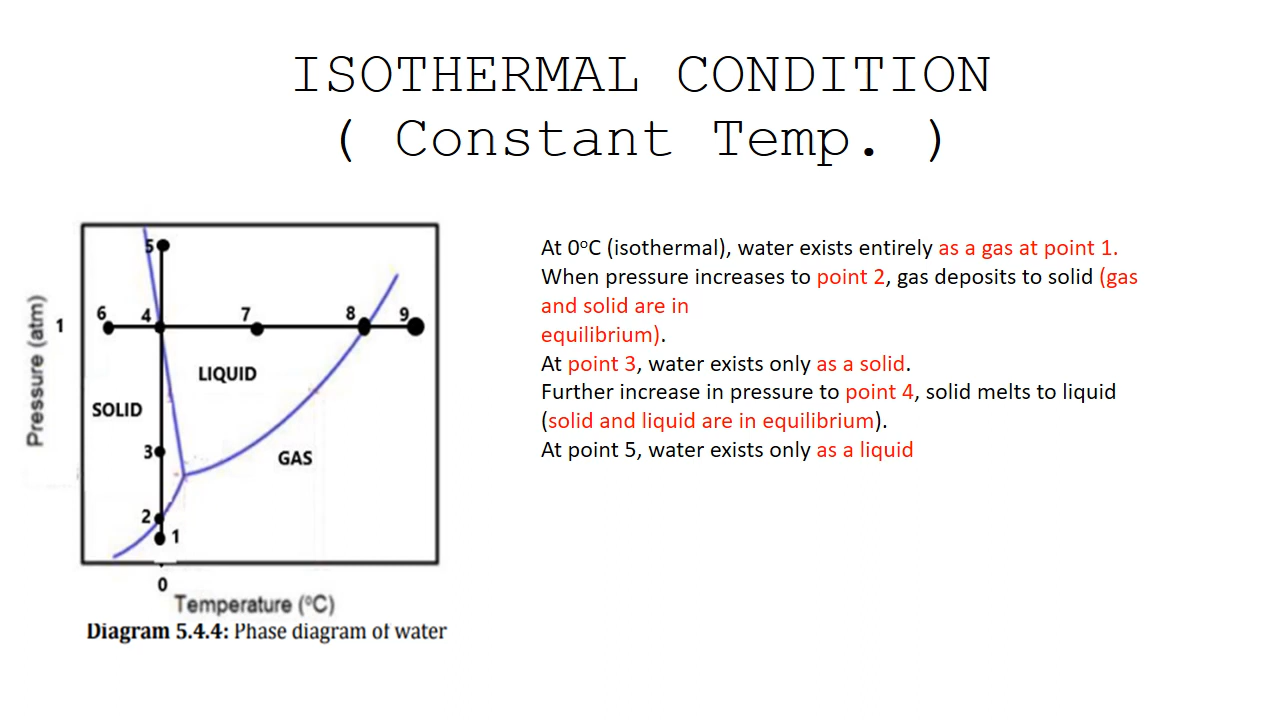 ISOTHERMAL CONDITION
( Constant Temp. )
5
6
4
7
8
9
1
Pressure (atm)
LIQUID
SOLID
3
GAS
2
1
0
Temperature (⁰C)
Diagram 5.4.4: Phase diagram of water
At 0ᵒC (isothermal), water exists entirely as a gas at point 1.
When pressure increases to point 2, gas deposits to solid (gas
and solid are in
equilibrium).
At point 3, water exists only as a solid.
Further increase in pressure to point 4, solid melts to liquid
(solid and liquid are in equilibrium).
At point 5, water exists only as a liquid